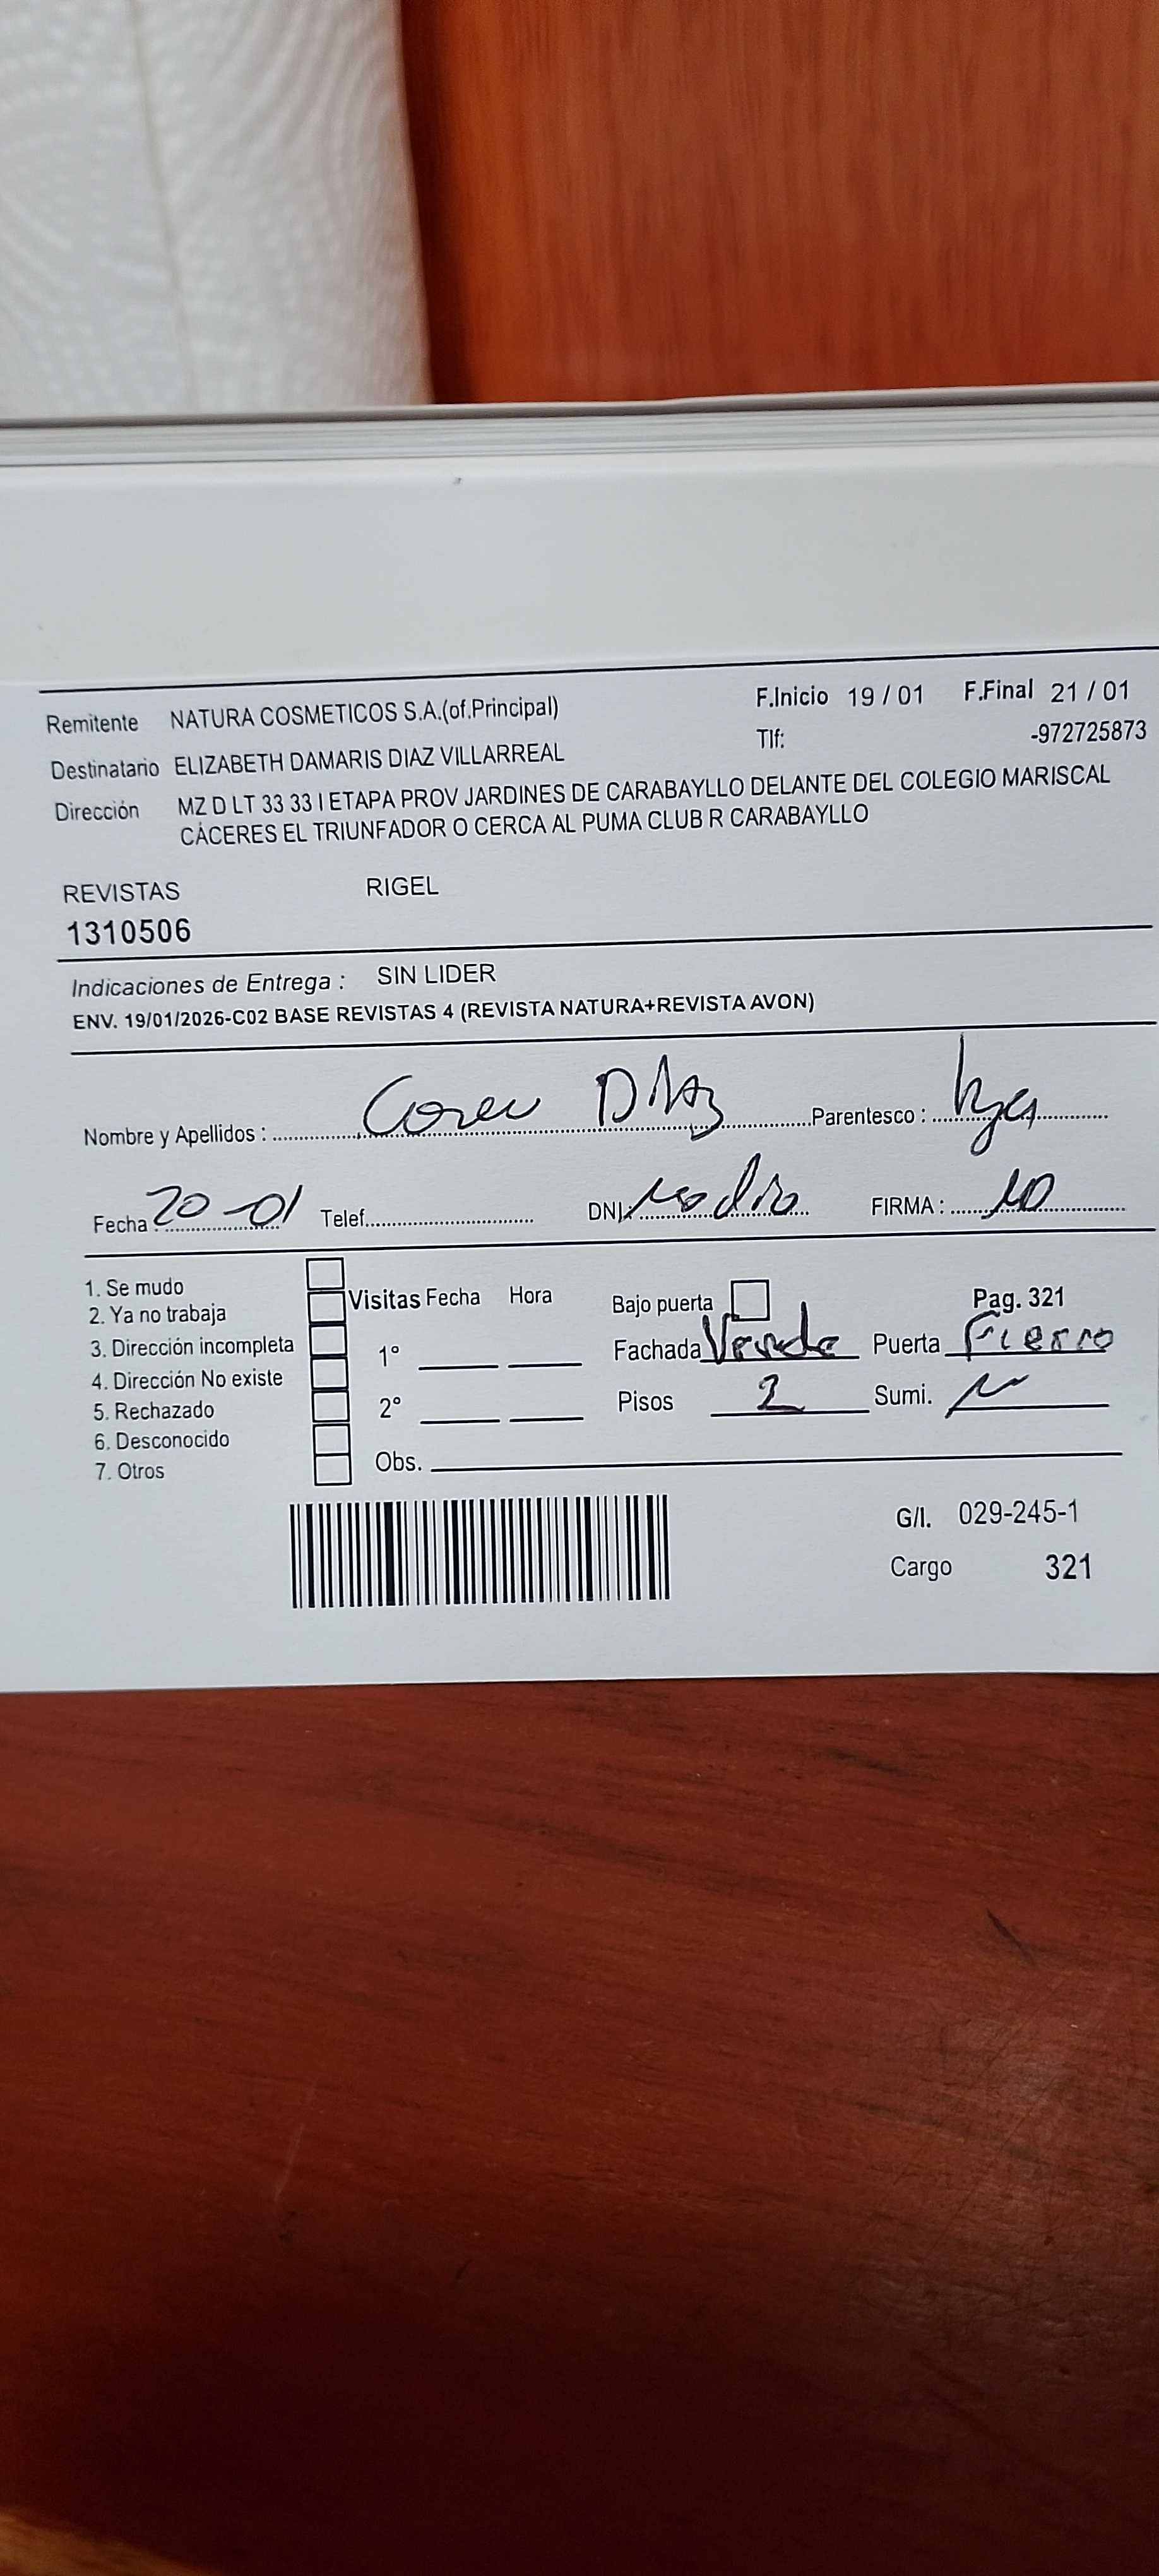 Remitente NATURA COSMETICOS S.A.(of.Principal) F.Inicio 19 / 01 F.Final 21 / 01
Destinatario ELIZABETH DAMARIS DIAZ VILLARREAL Tlf: -972725873
Dirección MZ D LT 33 33 I ETAPA PROV JARDINES DE CARABAYLLO DELANTE DEL COLEGIO MARISCAL
CÁCERES EL TRIUNFADOR O CERCA AL PUMA CLUB R CARABAYLLO
REVISTAS RIGEL
1310506
Indicaciones de Entrega : SIN LIDER
ENV. 19/01/2026-C02 BASE REVISTAS 4 (REVISTA NATURA+REVISTA AVON)
Nombre y Apellidos : DIAZ Parentesco :
Fecha : 20-01 Telef. DNI: FIRMA :
1. Se mudo
2. Ya no trabaja Visitas Fecha Hora Bajo puerta Pag. 321
3. Dirección incompleta 1° Fachada Verde Puerta Fierro
4. Dirección No existe
5. Rechazado 2° Pisos 2 Sumi.
6. Desconocido
7. Otros Obs.
G/I. 029-245-1
Cargo 321